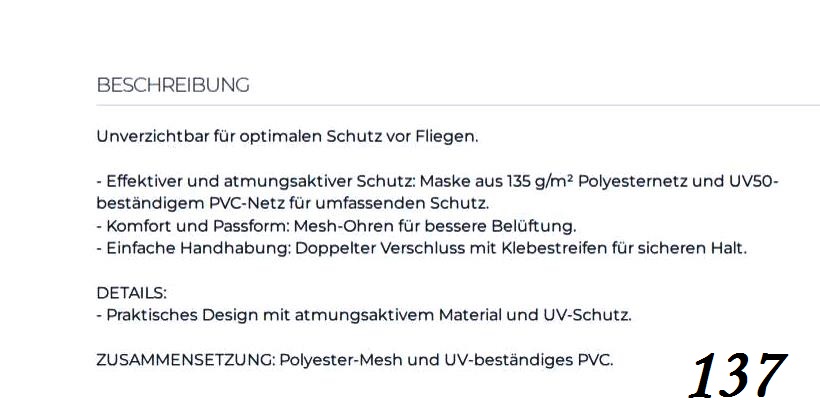 BESCHREIBUNG
Unverzichtbar für optimalen Schutz vor Fliegen.
- Effektiver und atmungsaktiver Schutz: Maske aus 135 g/m² Polyesternetz und UV50-
beständigem PVC-Netz für umfassenden Schutz.
- Komfort und Passform: Mesh-Ohren für bessere Belüftung.
- Einfache Handhabung: Doppelter Verschluss mit Klebestreifen für sicheren Halt.
DETAILS:
- Praktisches Design mit atmungsaktivem Material und UV-Schutz.
ZUSAMMENSETZUNG: Polyester-Mesh und UV-beständiges PVC.
137